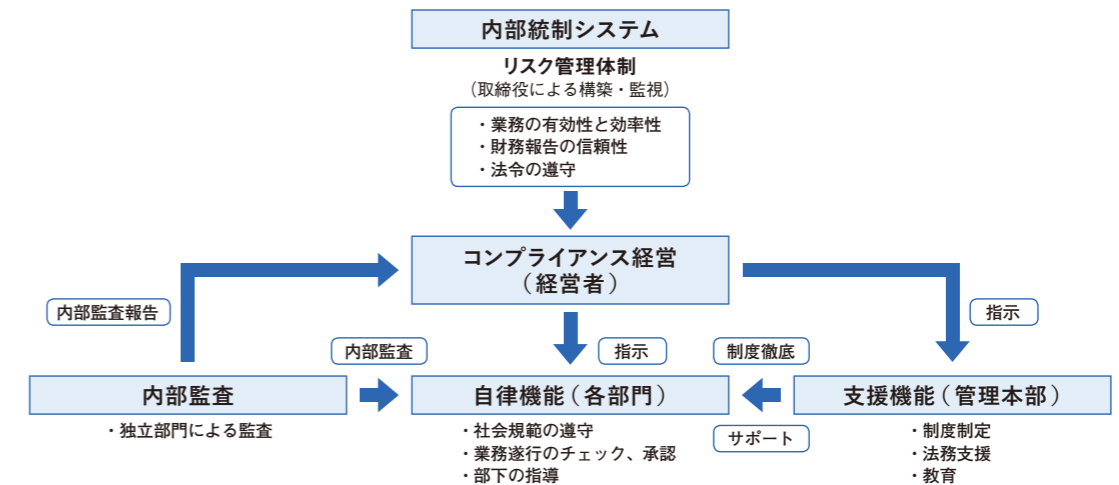 内部統制システム
リスク管理体制
（取締役による構築・監視）
・業務の有効性と効率性
・財務報告の信頼性
・法令の遵守
コンプライアンス経営
（経営者）
内部監査報告
指示
内部監査
指示
制度徹底
内部監査
自律機能（各部門）
支援機能（管理本部）
・独立部門による監査
サポート
・社会規範の遵守
・業務遂行のチェック、承認
・部下の指導
・制度制定
・法務支援
・教育